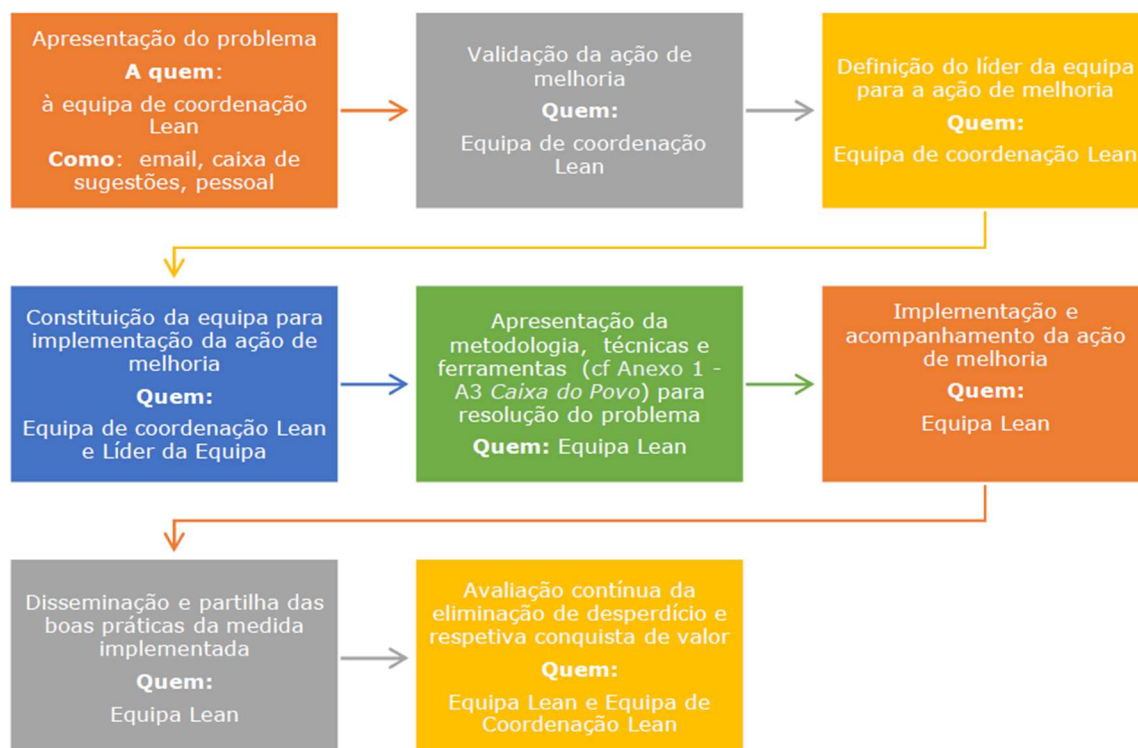 Apresentação do problema
A quem:
à equipa de coordenação
Lean
Como: email, caixa de
sugestões, pessoal
Validação da ação de
melhoria
Quem:
Equipa de coordenação
Lean
Definição do líder da equipa
para a ação de melhoria
Quem:
Equipa de coordenação Lean
Constituição da equipa para
implementação da ação de
melhoria
Quem:
Equipa de coordenação Lean
e Líder da Equipa
Apresentação da
metodologia, técnicas e
ferramentas (cf Anexo 1 -
A3 Caixa do Povo) para
resolução do problema
Quem: Equipa Lean
Implementação e
acompanhamento da ação
de melhoria
Quem:
Equipa Lean
Disseminação e partilha das
boas práticas da medida
implementada
Quem:
Equipa Lean
Avaliação contínua da
eliminação de desperdício e
respetiva conquista de valor
Quem:
Equipa Lean e Equipa de
Coordenação Lean